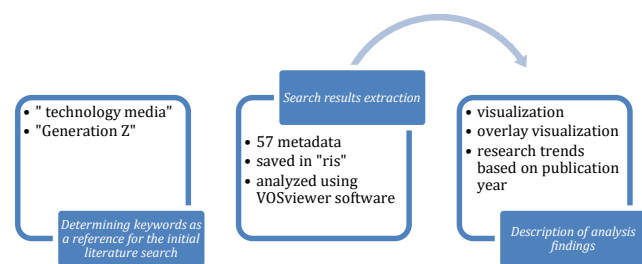 • " technology media"
• "Generation Z"
Determining keywords as
a reference for the initial
literature search
Search results extraction
• 57 metadata
• saved in "ris"
• analyzed using
VOSviewer software
• visualization
• overlay visualization
• research trends
based on publication
year
Description of analysis
findings